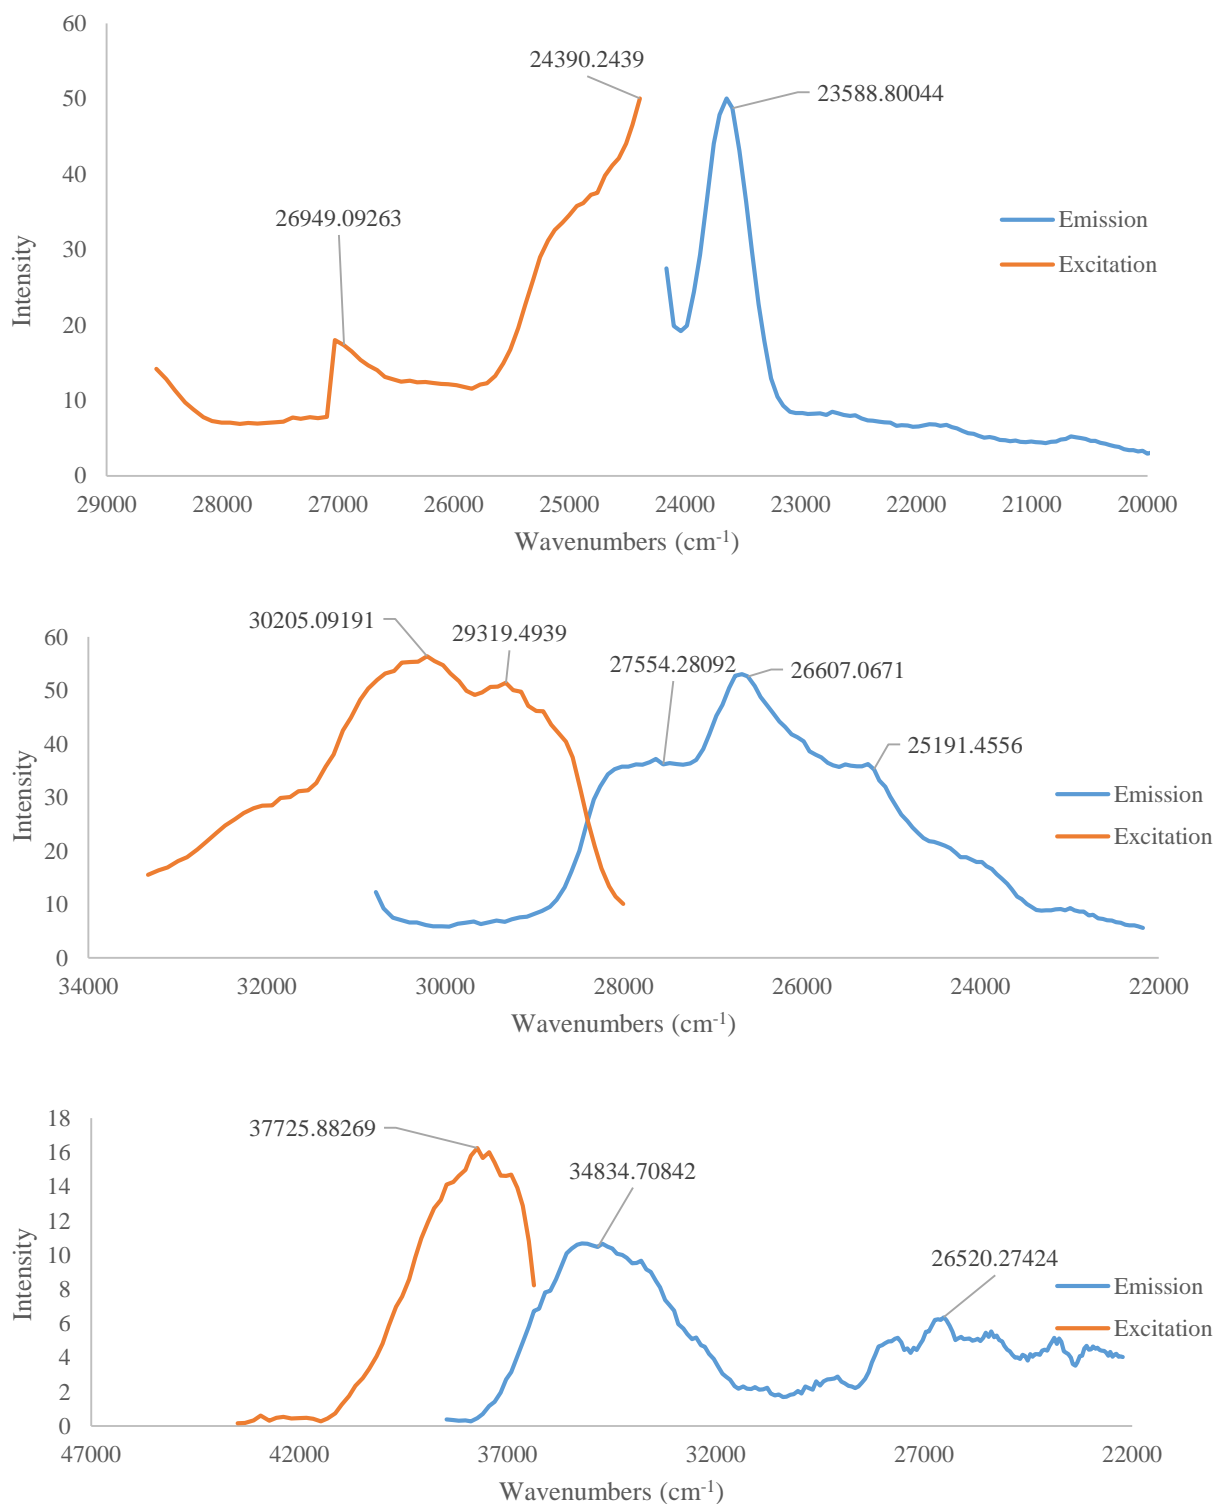 60
50
40
30
20
10
0
Intensity
24390.2439
23588.80044
26949.09263
Emission
Excitation
29000 28000 27000 26000 25000 24000 23000 22000 21000 20000
Wavenumbers (cm⁻¹)
60
50
40
30
20
10
0
Intensity
30205.09191
29319.4939
27554.28092
26607.0671
25191.4556
Emission
Excitation
34000 32000 30000 28000 26000 24000 22000
Wavenumbers (cm⁻¹)
18
16
14
12
10
8
6
4
2
0
Intensity
37725.88269
34834.70842
26520.27424
Emission
Excitation
47000 42000 37000 32000 27000 22000
Wavenumbers (cm⁻¹)